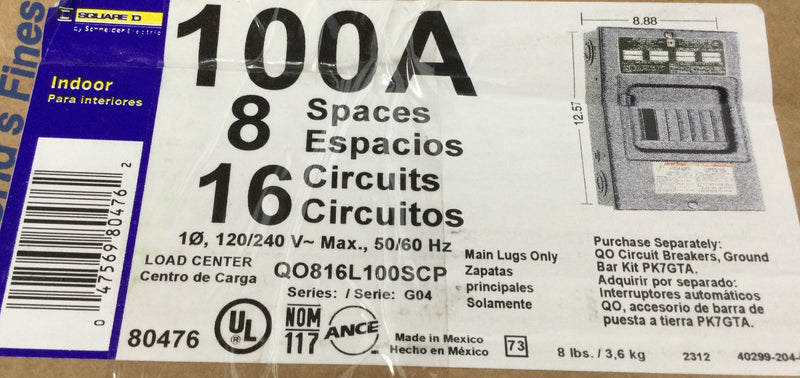 SQUARE D
by Schneider Electric
Indoor
Para interiores
100A
8 Spaces
Espacios
16 Circuits
Circuitos
1Ø, 120/240 V~ Max., 50/60 Hz
LOAD CENTER
Centro de Carga
QO816L100SCP
Series: / Serie: G04
Main Lugs Only
Zapatas
principales
Solamente
8.88
12.57
Purchase Separately:
QO Circuit Breakers, Ground
Bar Kit PK7GTA.
Adquirir por separado:
Interruptores automáticos
QO, accesorio de barra de
puesta a tierra PK7GTA.
0 47569 80476 2
80476
UL
NOM
117
ANCE
Made in Mexico
Hecho en México
73
8 lbs. / 3,6 kg
2312
40299-204-
Fines